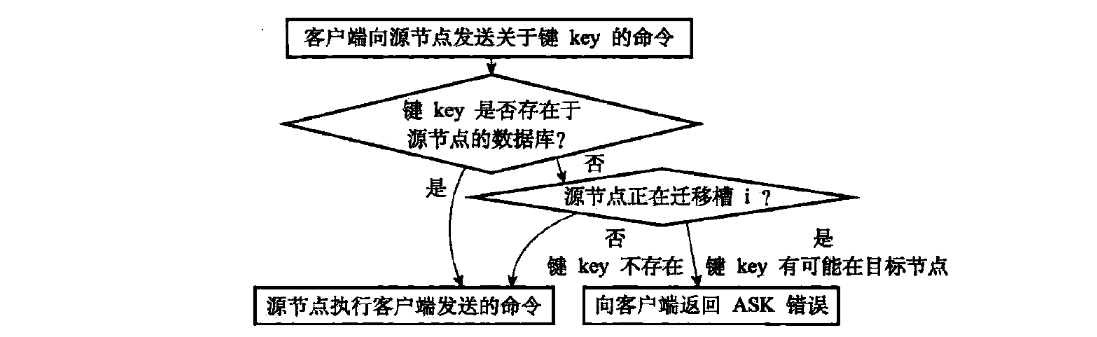 客户端向源节点发送关于键 key 的命令
键 key 是否存在于
源节点的数据库?
否
是
源节点正在迁移槽 i ?
否
是
键 key 不存在
键 key 有可能在目标节点
源节点执行客户端发送的命令
向客户端返回 ASK 错误